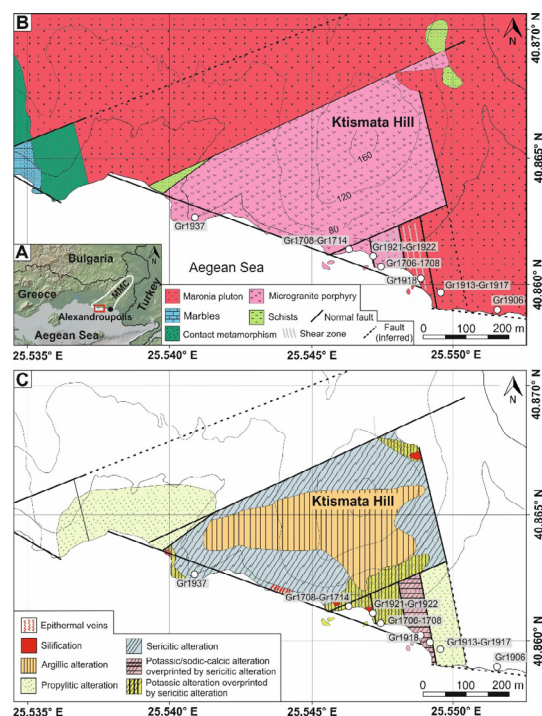 B
N
40.870°
Ktismata Hill
160
120
80
40.865°
40.860°
Gr1937
Gr1708-Gr1714
Gr1921-Gr1922
Gr1706-1708
Gr1918
Gr1913-Gr1917
Gr1906
Aegean Sea
A
Bulgaria
Greece
MMC
Turkey
Alexandroupolis
Aegean Sea
Maronia pluton
Microgranite porphyry
Marbles
Schists
Normal fault
Fault
(inferred)
Contact metamorphism
Shear zone
0 100 200 m
25.535° 25.540° 25.545° 25.550°
C
N
40.870°
Ktismata Hill
40.865°
40.860°
Gr1937
Gr1708-Gr1714
Gr1921-Gr1922
Gr1706-1708
Gr1918
Gr1913-Gr1917
Gr1906
Epithermal veins
Silification
Sericitic alteration
Argillic alteration
Potassic/sodic-calcic alteration
overprinted by sericitic alteration
Propylitic alteration
Potassic alteration overprinted
by sericitic alteration
0 100 200 m
25.535° 25.540° 25.545° 25.550°